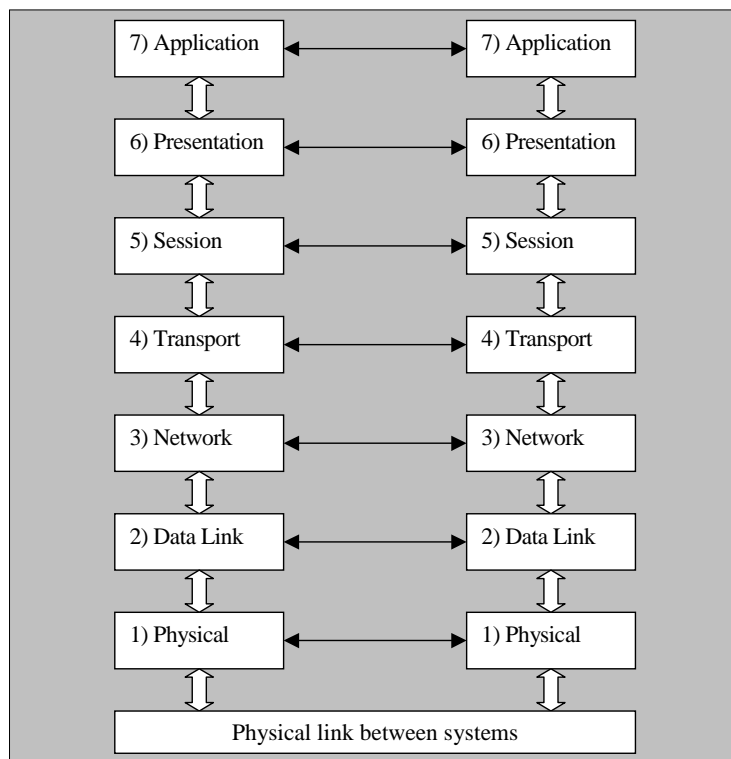 7) Application 7) Application
6) Presentation 6) Presentation
5) Session 5) Session
4) Transport 4) Transport
3) Network 3) Network
2) Data Link 2) Data Link
1) Physical 1) Physical
Physical link between systems